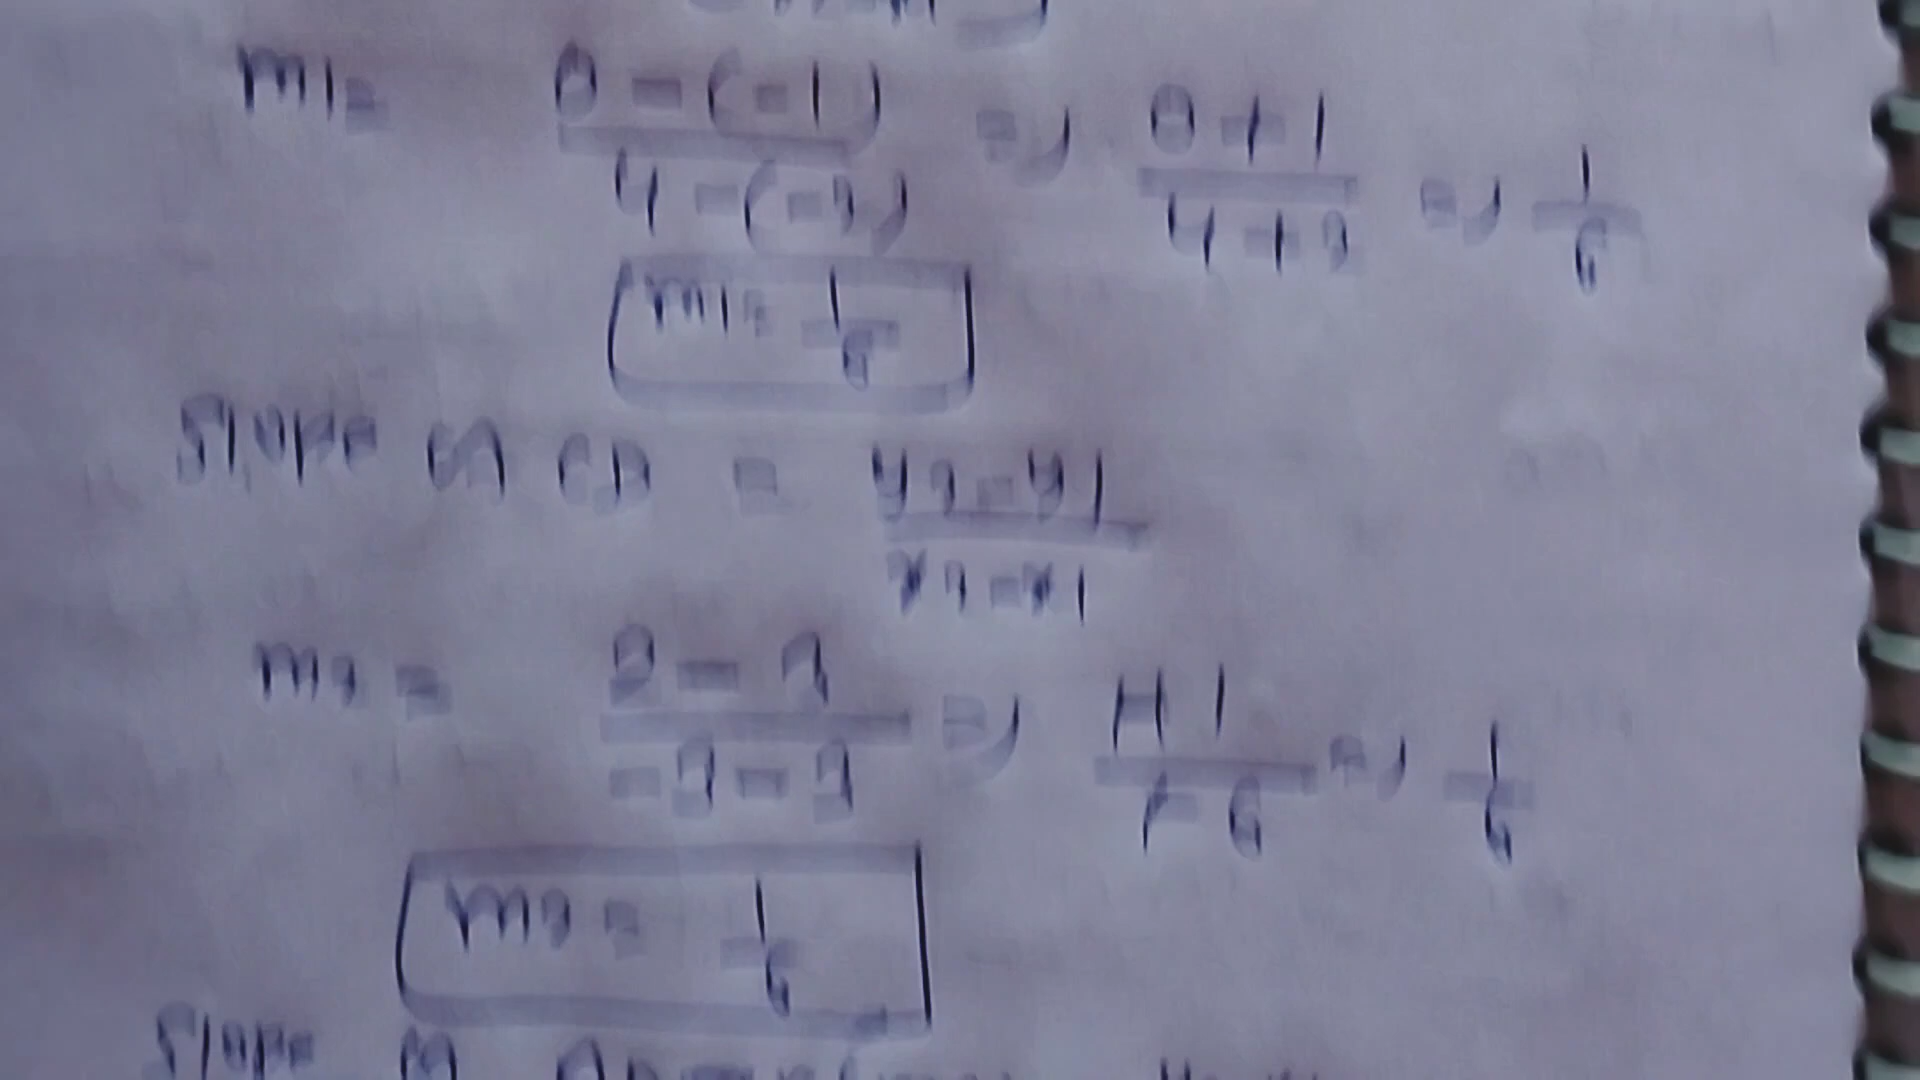 m1 = 0 - (-1) / 4 - (-2) => 0 + 1 / 4 + 2 => 1/6
m1 = 1/6
Slope of CD = y2 - y1 / x2 - x1
m2 = 2 - 3 / -3 - 3 => -1 / -6 => 1/6
m2 = 1/6
Slope of